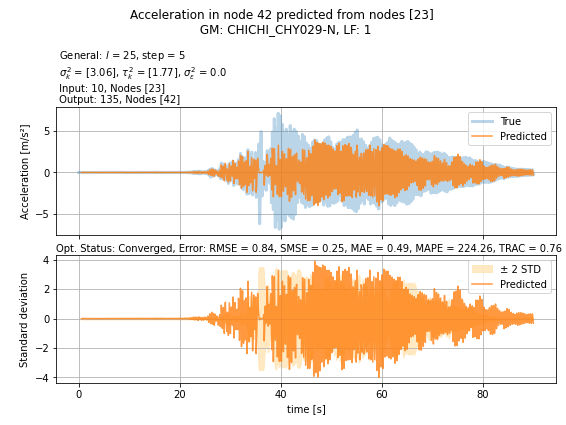 Acceleration in node 42 predicted from nodes [23]
GM: CHICHI_CHY029-N, LF: 1
General: l = 25, step = 5
σ²ₖ = [3.06], τ²ₖ = [1.77], σ²ε = 0.0
Input: 10, Nodes [23]
Output: 135, Nodes [42]
Acceleration [m/s²]
5
0
−5
True
Predicted
Opt. Status: Converged, Error: RMSE = 0.84, SMSE = 0.25, MAE = 0.49, MAPE = 224.26, TRAC = 0.76
Standard deviation
4
2
0
−2
−4
± 2 STD
Predicted
0 20 40 60 80
time [s]